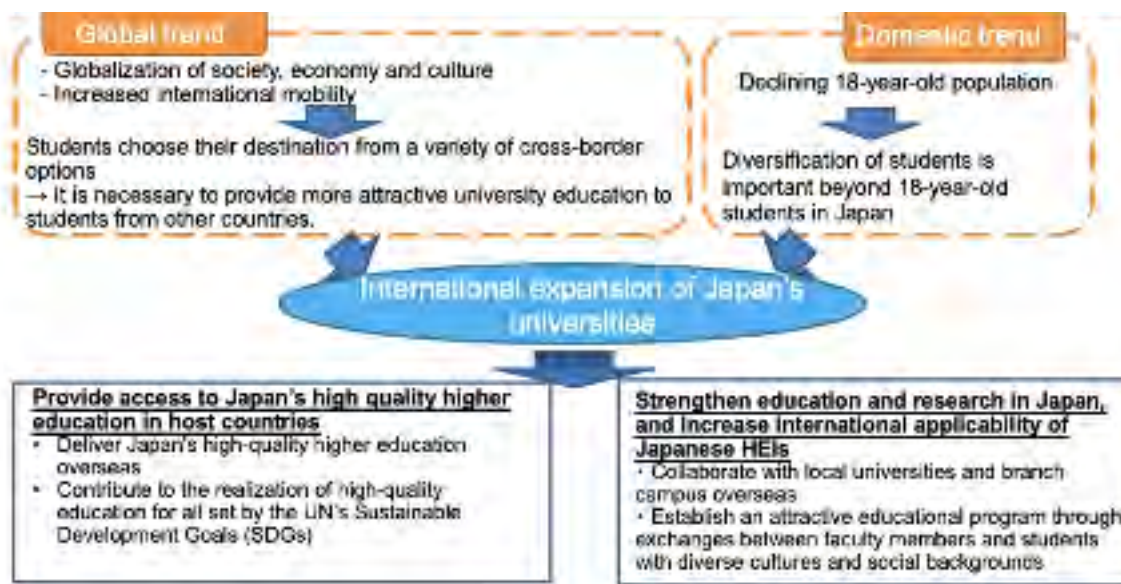 Global trend
- Globalization of society, economy and culture
- Increased international mobility
Students choose their destination from a variety of cross-border
options
→ It is necessary to provide more attractive university education to
students from other countries.
Domestic trend
Declining 18-year-old population
Diversification of students is
important beyond 18-year-old
students in Japan
International expansion of Japan's
universities
Provide access to Japan's high quality higher
education in host countries
• Deliver Japan's high-quality higher education
overseas
• Contribute to the realization of high-quality
education for all set by the UN's Sustainable
Development Goals (SDGs)
Strengthen education and research in Japan,
and increase international applicability of
Japanese HEIs
・Collaborate with local universities and branch
campus overseas
・Establish an attractive educational program through
exchanges between faculty members and students
with diverse cultures and social backgrounds